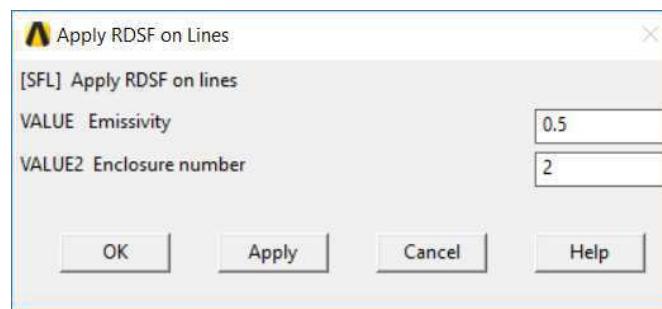 Apply RDSF on Lines
[SFL] Apply RDSF on lines
VALUE Emissivity 0.5
VALUE2 Enclosure number 2
OK Apply Cancel Help